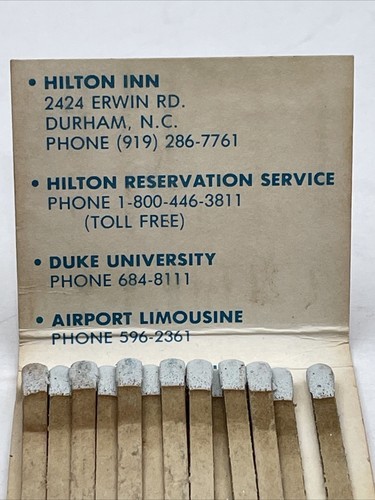 • HILTON INN
2424 ERWIN RD.
DURHAM, N.C.
PHONE (919) 286-7761
• HILTON RESERVATION SERVICE
PHONE 1-800-446-3811
(TOLL FREE)
• DUKE UNIVERSITY
PHONE 684-8111
• AIRPORT LIMOUSINE
PHONE 596-2361